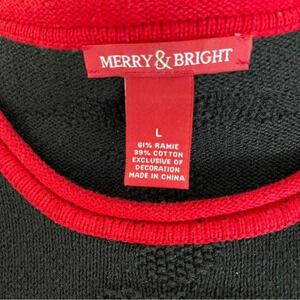 MERRY & BRIGHT
L
61% RAMIE
39% COTTON
EXCLUSIVE OF
DECORATION
MADE IN CHINA